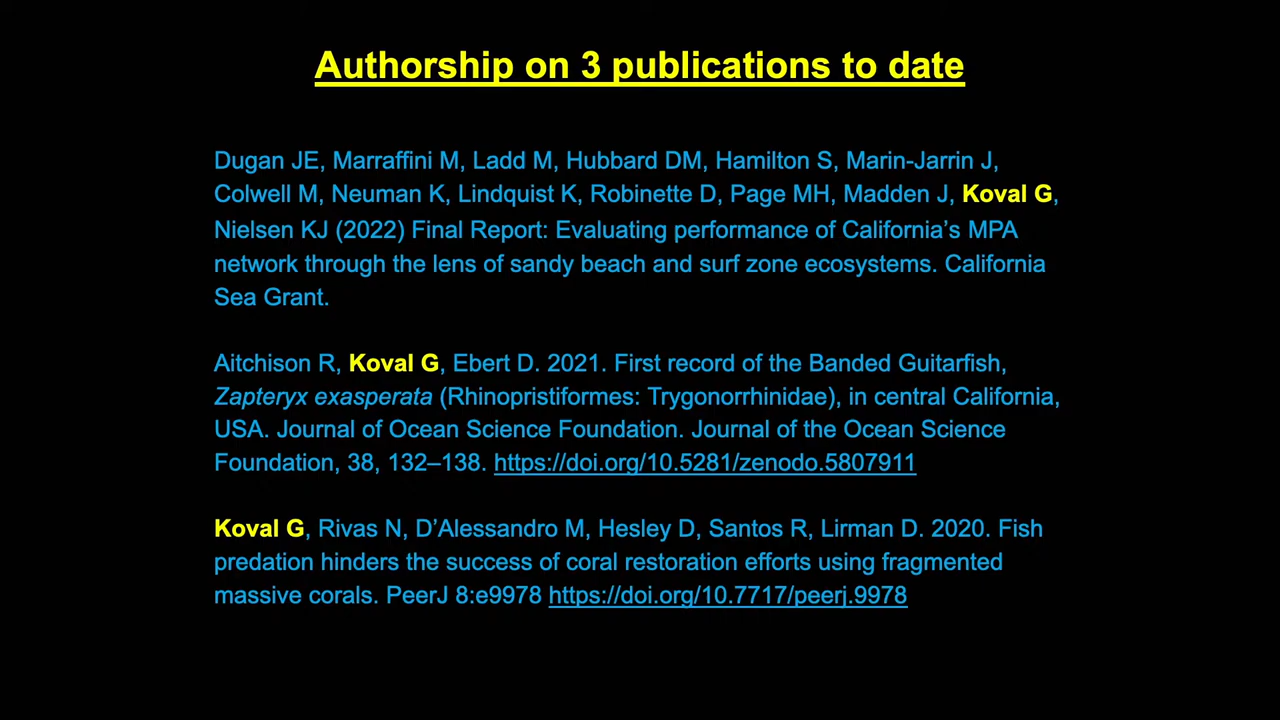 Authorship on 3 publications to date
Dugan JE, Marraffini M, Ladd M, Hubbard DM, Hamilton S, Marin-Jarrin J,
Colwell M, Neuman K, Lindquist K, Robinette D, Page MH, Madden J, Koval G,
Nielsen KJ (2022) Final Report: Evaluating performance of California’s MPA
network through the lens of sandy beach and surf zone ecosystems. California
Sea Grant.
Aitchison R, Koval G, Ebert D. 2021. First record of the Banded Guitarfish,
Zapteryx exasperata (Rhinopristiformes: Trygonorrhinidae), in central California,
USA. Journal of Ocean Science Foundation. Journal of the Ocean Science
Foundation, 38, 132–138. https://doi.org/10.5281/zenodo.5807911
Koval G, Rivas N, D’Alessandro M, Hesley D, Santos R, Lirman D. 2020. Fish
predation hinders the success of coral restoration efforts using fragmented
massive corals. PeerJ 8:e9978 https://doi.org/10.7717/peerj.9978